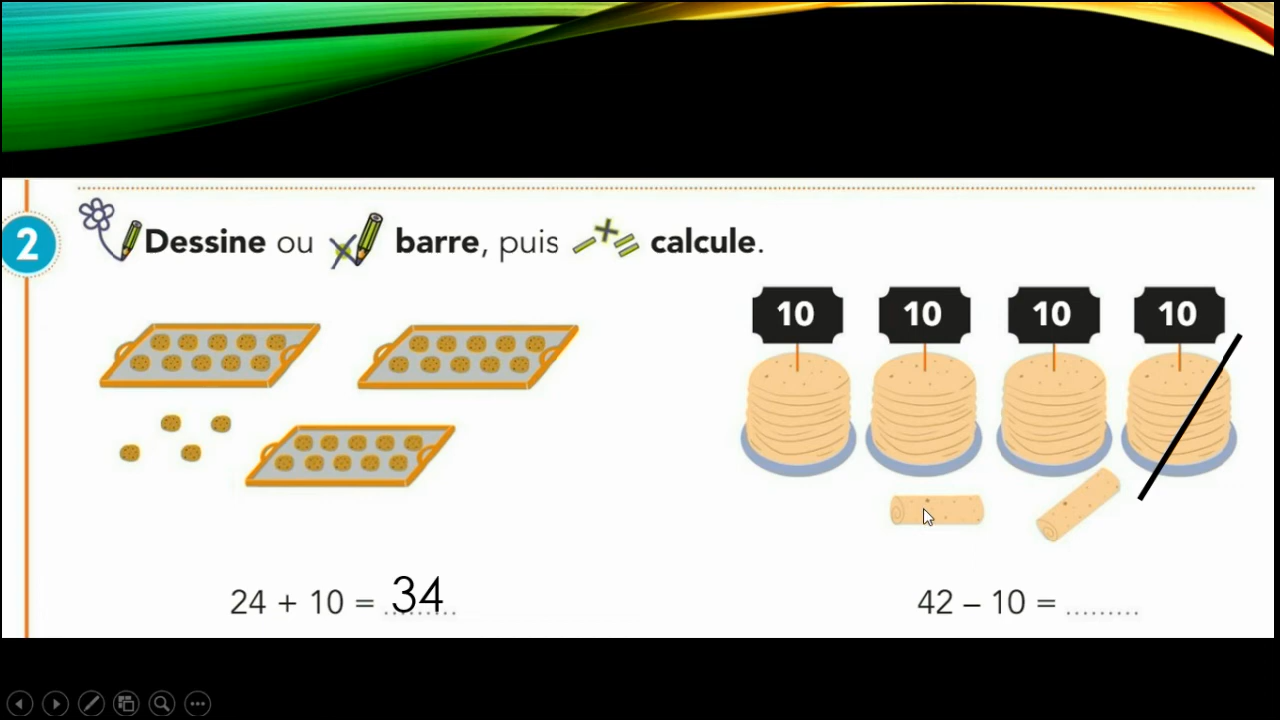 2
Dessine ou barre, puis calcule.
10 10 10 10
24 + 10 = 34
42 – 10 = .........